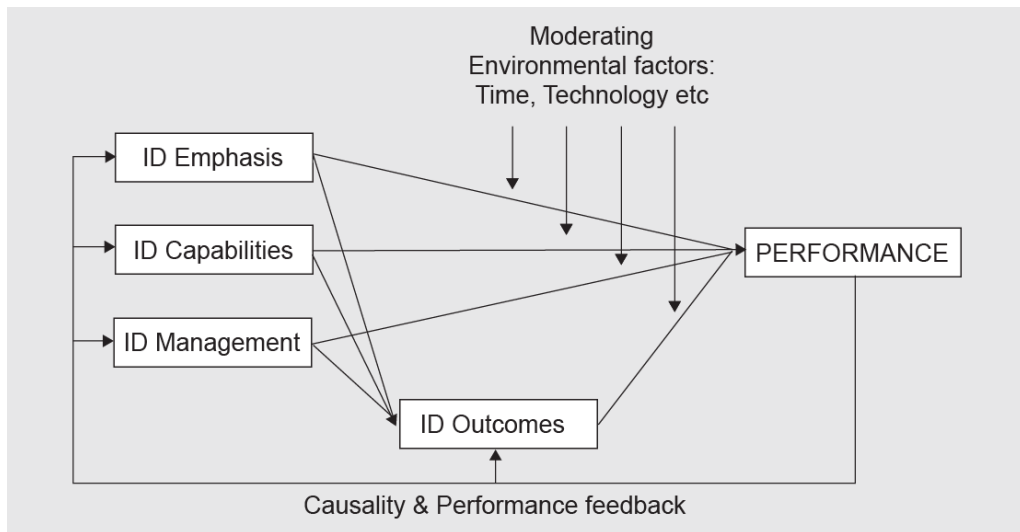 Moderating
Environmental factors:
Time, Technology etc
ID Emphasis
ID Capabilities
PERFORMANCE
ID Management
ID Outcomes
Causality & Performance feedback